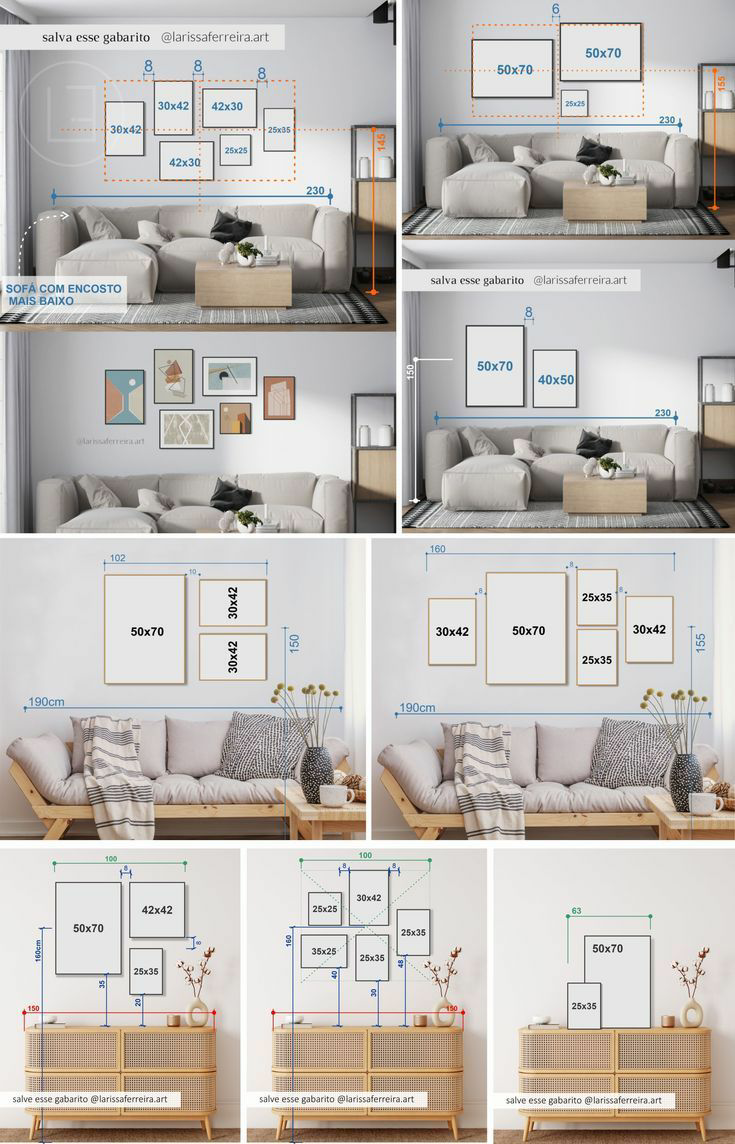 salva esse gabarito @larissaferreira.art
8
8
8
30x42
30x42
42x30
25x35
42x30
25x25
145
230
SOFÁ COM ENCOSTO
MAIS BAIXO
6
50x70
50x70
25x25
155
230
@larissaferreira.art
salva esse gabarito @larissaferreira.art
8
50x70
40x50
150
230
102
10
50x70
30x42
30x42
150
190cm
160
8
8
30x42
50x70
25x35
25x35
30x42
155
190cm
100
8
50x70
42x42
8
25x35
160cm
35
20
150
salve esse gabarito @larissaferreira.art
100
8
8
30x42
25x25
25x35
35x25
25x35
160
40
30
48
150
salve esse gabarito @larissaferreira.art
63
50x70
25x35
salve esse gabarito @larissaferreira.art